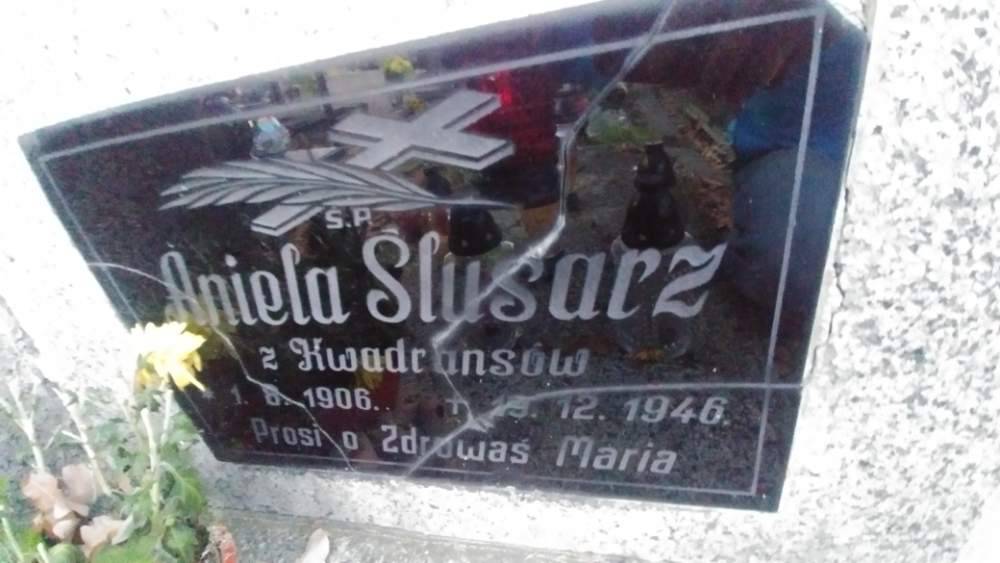 Ś.P.
Aniela Ślusarz
z Kwadransów
1. 8. 1906. + 19. 12. 1946.
Prosi o Zdrowaś Maria